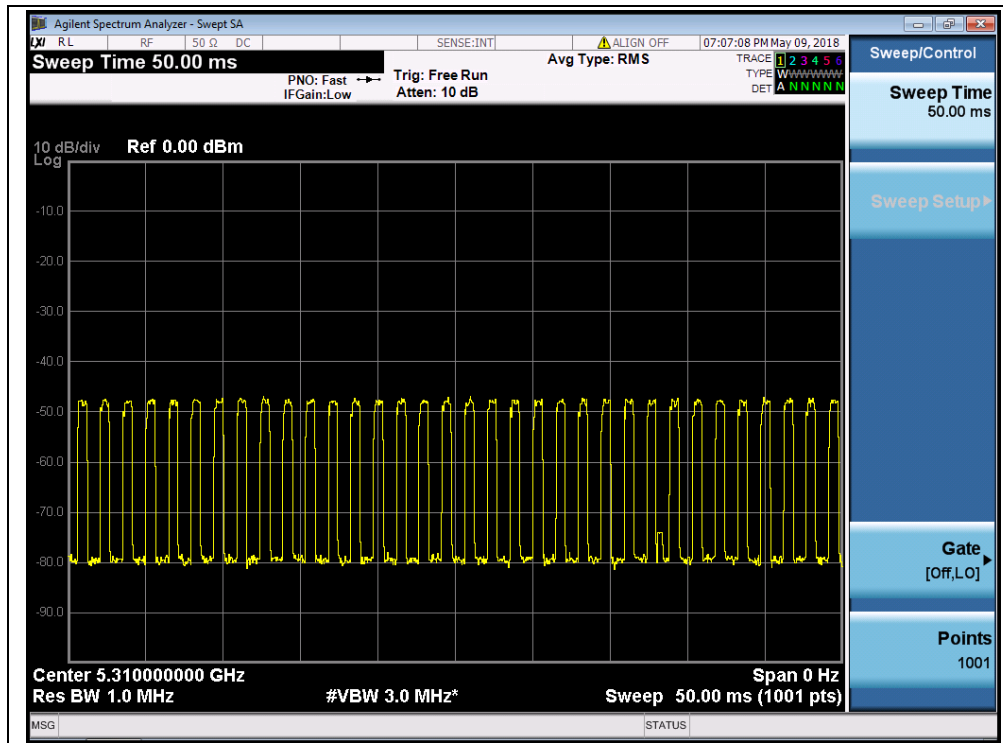 Agilent Spectrum Analyzer - Swept SA
LXI RL RF 50 Ω DC SENSE:INT ALIGN OFF 07:07:08 PM May 09, 2018
Sweep Time 50.00 ms
Avg Type: RMS
TRACE 1 2 3 4 5 6
PNO: Fast Trig: Free Run
TYPE WWWWWW
IFGain:Low Atten: 10 dB
DET A N N N N N
10 dB/div Ref 0.00 dBm
Log
-10.0
-20.0
-30.0
-40.0
-50.0
-60.0
-70.0
-80.0
-90.0
Center 5.310000000 GHz Span 0 Hz
Res BW 1.0 MHz #VBW 3.0 MHz* Sweep 50.00 ms (1001 pts)
MSG STATUS
Sweep/Control
Sweep Time
50.00 ms
Sweep Setup
Gate
[Off,LO]
Points
1001